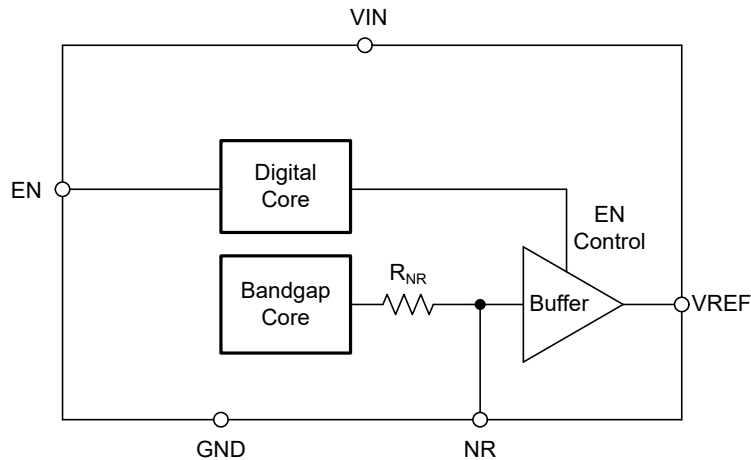 VIN
EN
Digital
Core
EN
Control
Bandgap
Core
RNR
Buffer
VREF
GND
NR